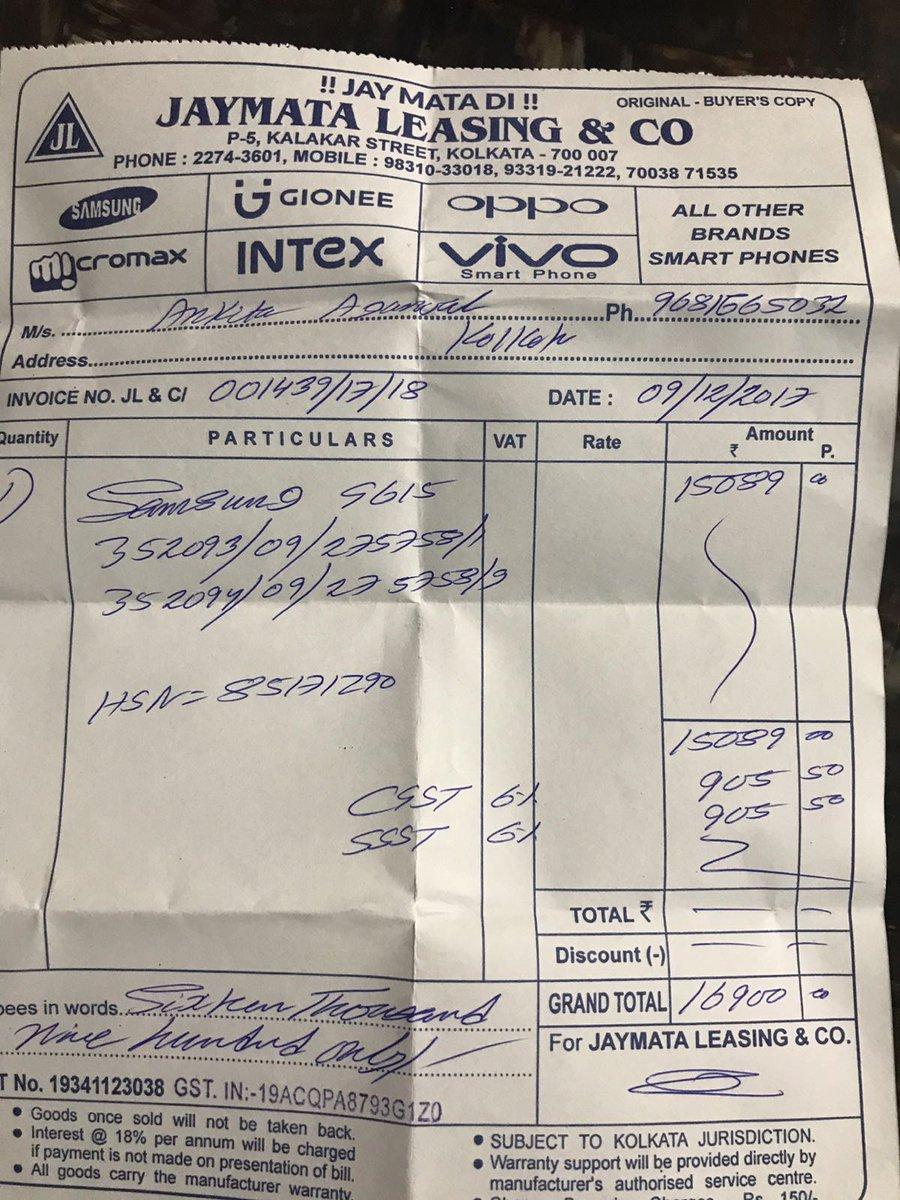 !! JAY MATA DI !!
ORIGINAL - BUYER'S COPY
JL
JAYMATA LEASING & CO
P-5, KALAKAR STREET, KOLKATA - 700 007
PHONE : 2274-3601, MOBILE : 98310-33018, 93319-21222, 70038 71535
SAMSUNG GIONEE oppo ALL OTHER BRANDS SMART PHONES
Micromax INTEX VIVO Smart Phone
M/s. Ankita Agarwal Ph. 9681565032
Address Kolkata
INVOICE NO. JL & C/ 001439/17/18 DATE : 09/12/2017
Quantity PARTICULARS VAT Rate Amount ₹ P.
1) Samsung G615 15089 00
352093/09/275758/1
352094/09/275758/9
HSN = 85171290
15089 00
905 50
CGST 6% 905 50
SGST 6%
TOTAL ₹ — —
Discount (-) — —
pees in words. Sixteen Thousand GRAND TOTAL 16900 00
Nine hundred only/
For JAYMATA LEASING & CO.
T No. 19341123038 GST. IN:-19ACQPA8793G1Z0
• Goods once sold will not be taken back.
• Interest @ 18% per annum will be charged
if payment is not made on presentation of bill.
• All goods carry the manufacturer warranty.
• SUBJECT TO KOLKATA JURISDICTION.
• Warranty support will be provided directly by
manufacturer's authorised service centre.
Rs. 150/-